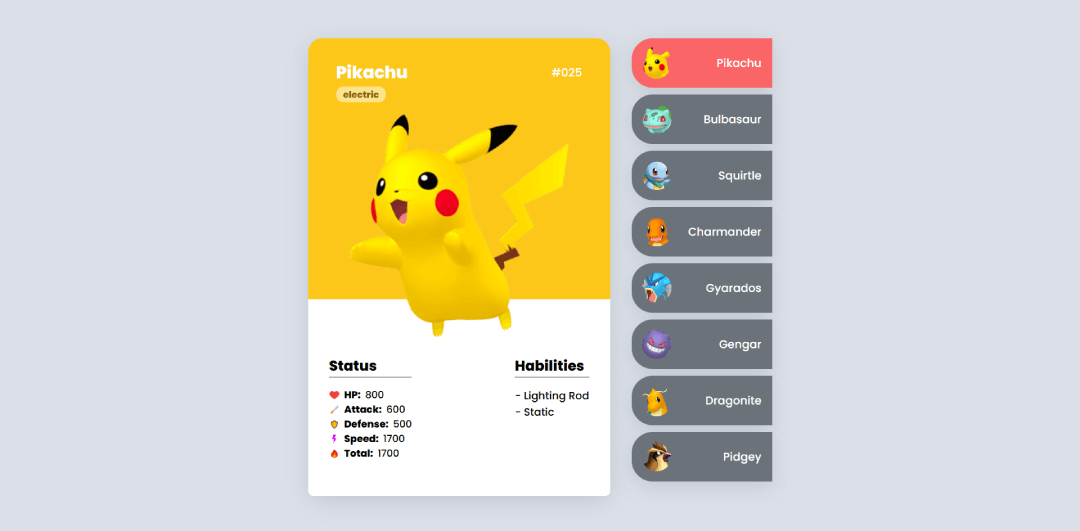 Pikachu
#025
electric
Status
HP: 800
Attack: 600
Defense: 500
Speed: 1700
Total: 1700
Habilities
- Lighting Rod
- Static
Pikachu
Bulbasaur
Squirtle
Charmander
Gyarados
Gengar
Dragonite
Pidgey